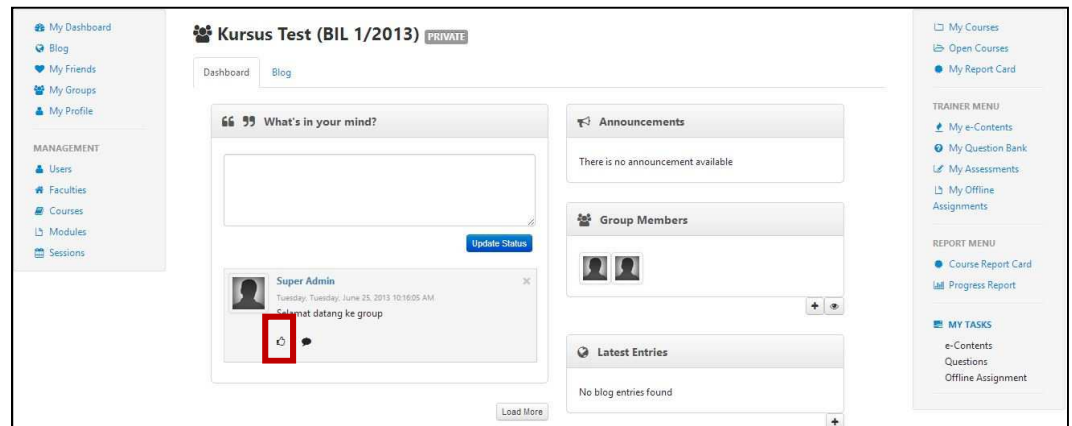 My Dashboard
Blog
My Friends
My Groups
My Profile
MANAGEMENT
Users
Faculties
Courses
Modules
Sessions
Kursus Test (BIL 1/2013) PRIVATE
Dashboard Blog
What's in your mind?
Update Status
Super Admin
Tuesday, Tuesday, June 25, 2013 10:16:05 AM
Selamat datang ke group
Load More
Announcements
There is no announcement available
Group Members
Latest Entries
No blog entries found
My Courses
Open Courses
My Report Card
TRAINER MENU
My e-Contents
My Question Bank
My Assessments
My Offline
Assignments
REPORT MENU
Course Report Card
Progress Report
MY TASKS
e-Contents
Questions
Offline Assignment